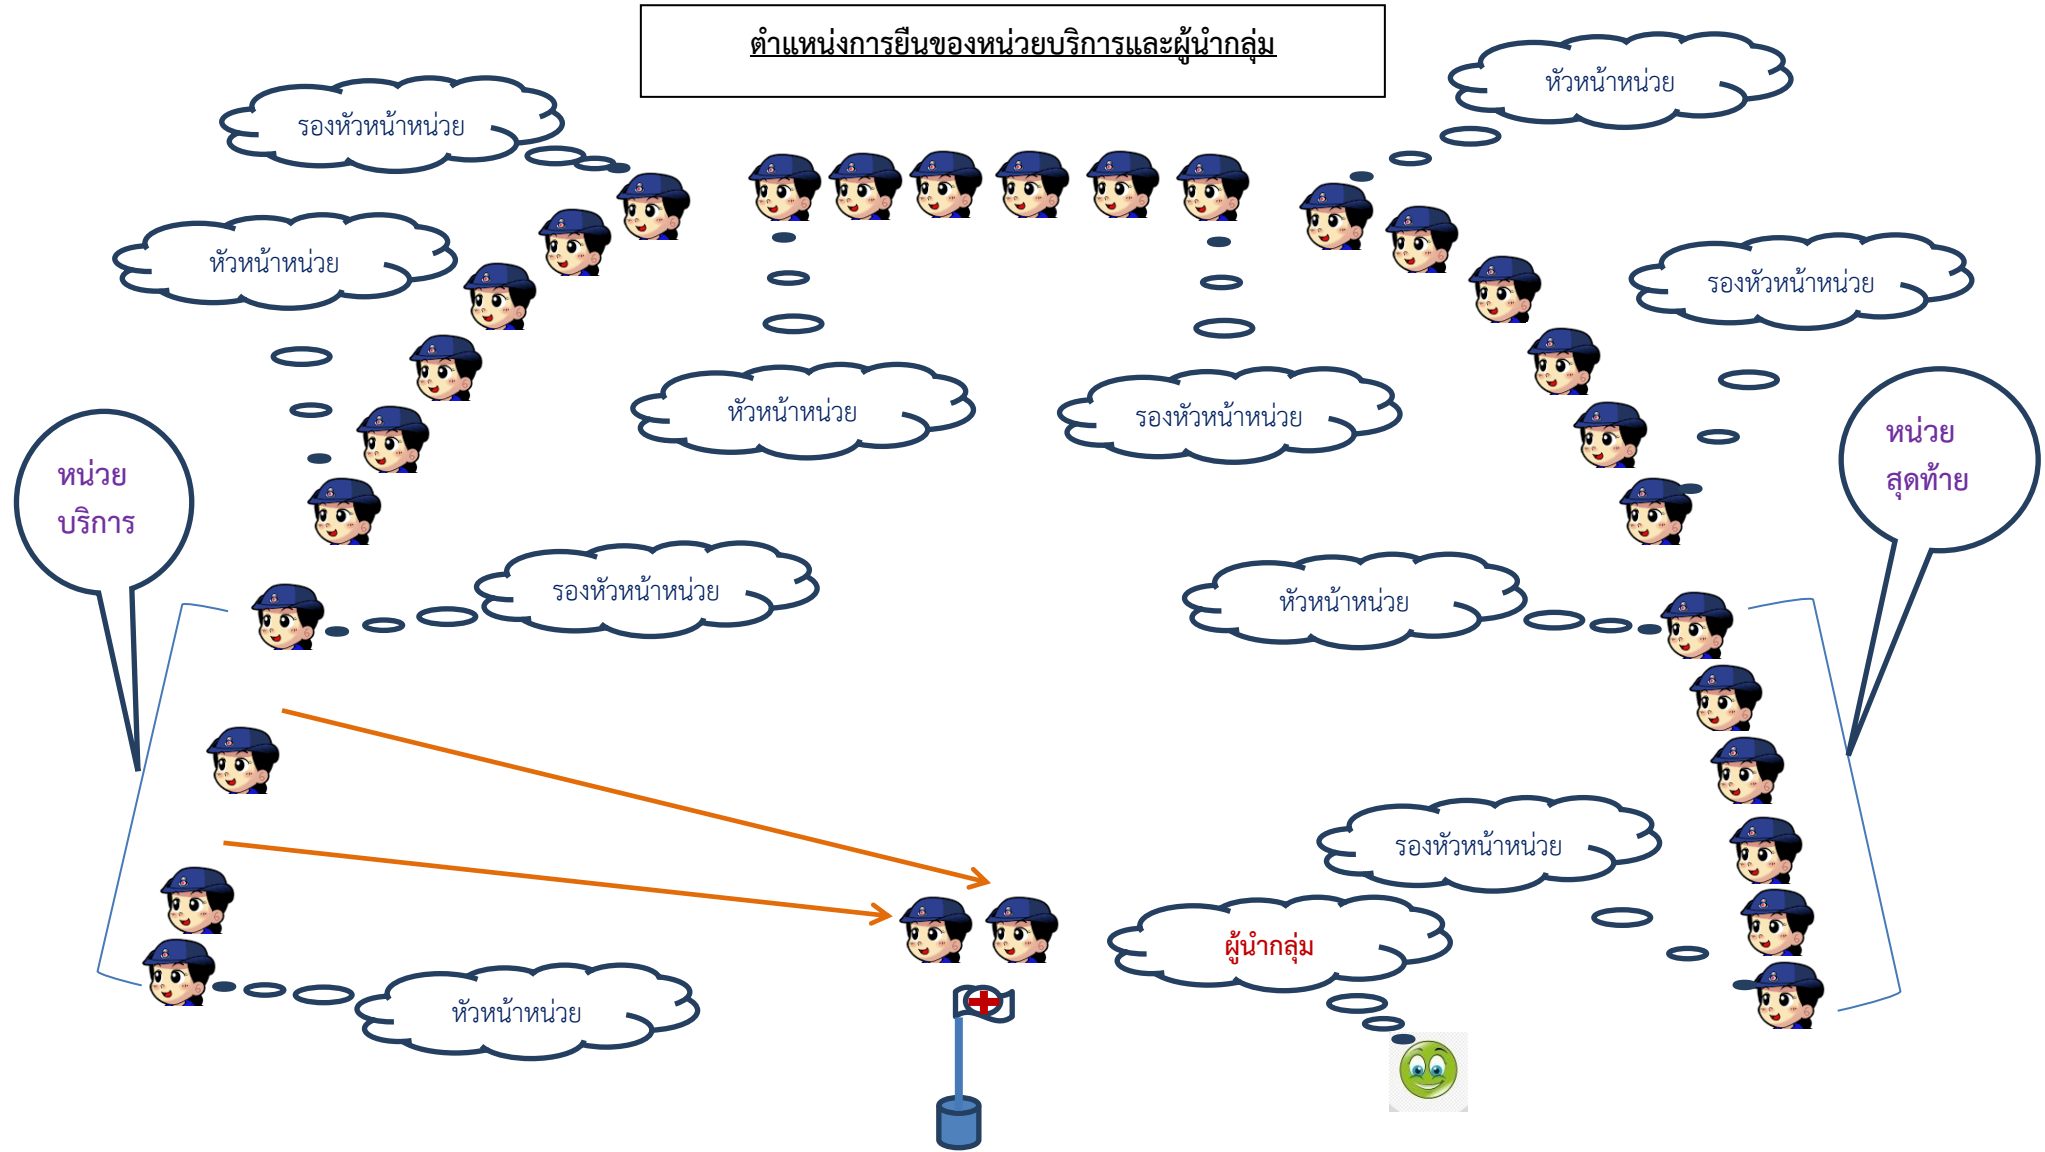 ตำแหน่งการยืนของหน่วยบริการและผู้นำกลุ่ม
หัวหน้าหน่วย
รองหัวหน้าหน่วย
หัวหน้าหน่วย
รองหัวหน้าหน่วย
หัวหน้าหน่วย
รองหัวหน้าหน่วย
หน่วย
บริการ
หน่วย
สุดท้าย
รองหัวหน้าหน่วย
หัวหน้าหน่วย
รองหัวหน้าหน่วย
ผู้นำกลุ่ม
หัวหน้าหน่วย